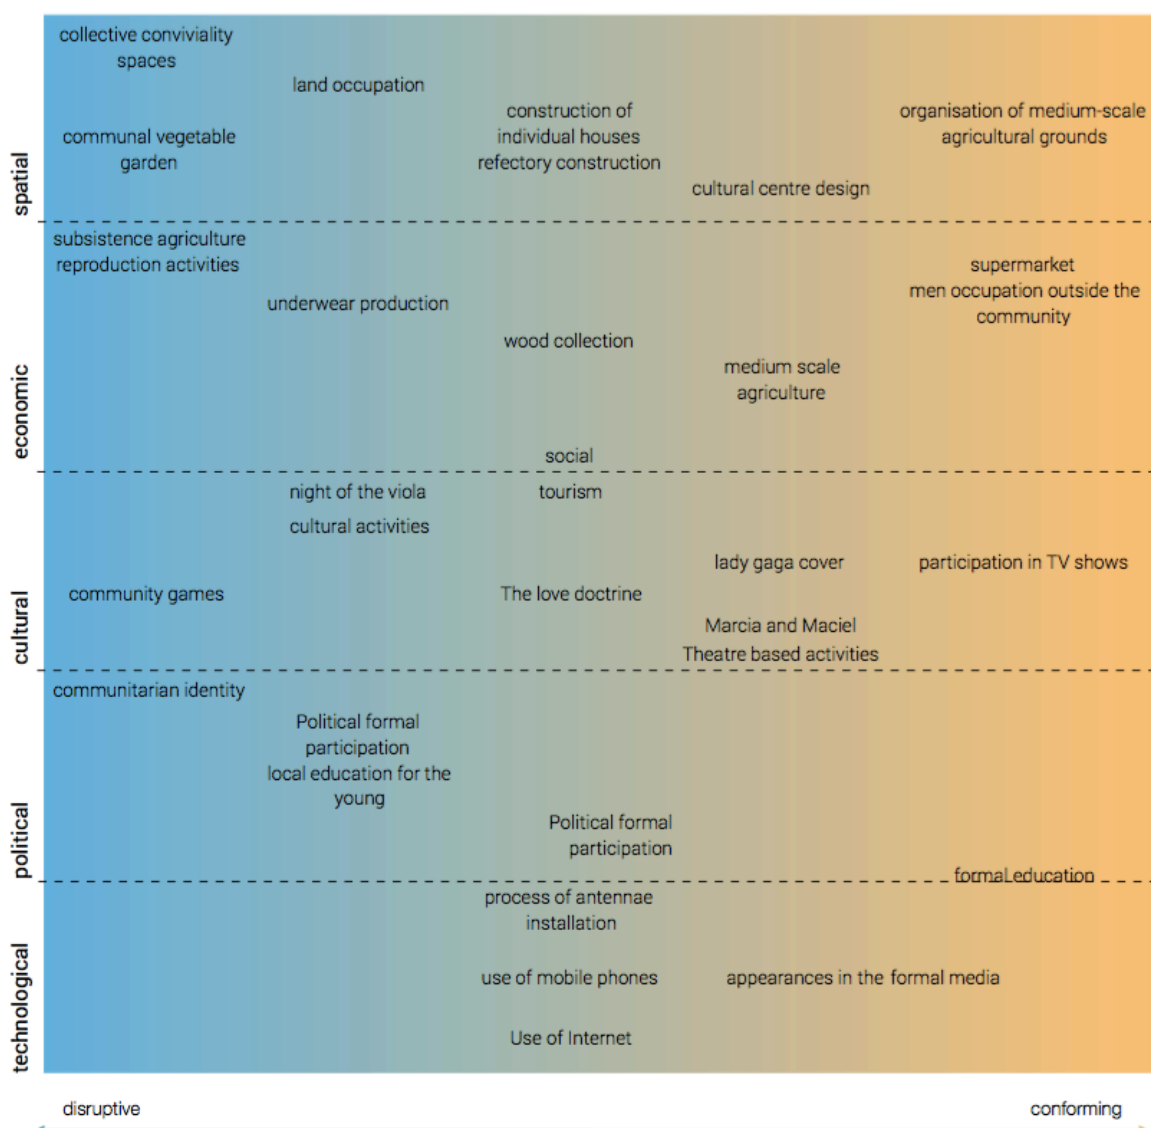 collective conviviality
spaces
land occupation
construction of
individual houses
refectory construction
organisation of medium-scale
agricultural grounds
communal vegetable
garden
cultural centre design
spatial
subsistence agriculture
reproduction activities
supermarket
men occupation outside the
community
underwear production
wood collection
medium scale
agriculture
economic
social
tourism
night of the viola
cultural activities
lady gaga cover
participation in TV shows
community games
The love doctrine
Marcia and Maciel
Theatre based activities
cultural
communitarian identity
Political formal
participation
local education for the
young
Political formal
participation
formal education
political
process of antennae
installation
use of mobile phones
appearances in the formal media
Use of Internet
technological
disruptive
conforming